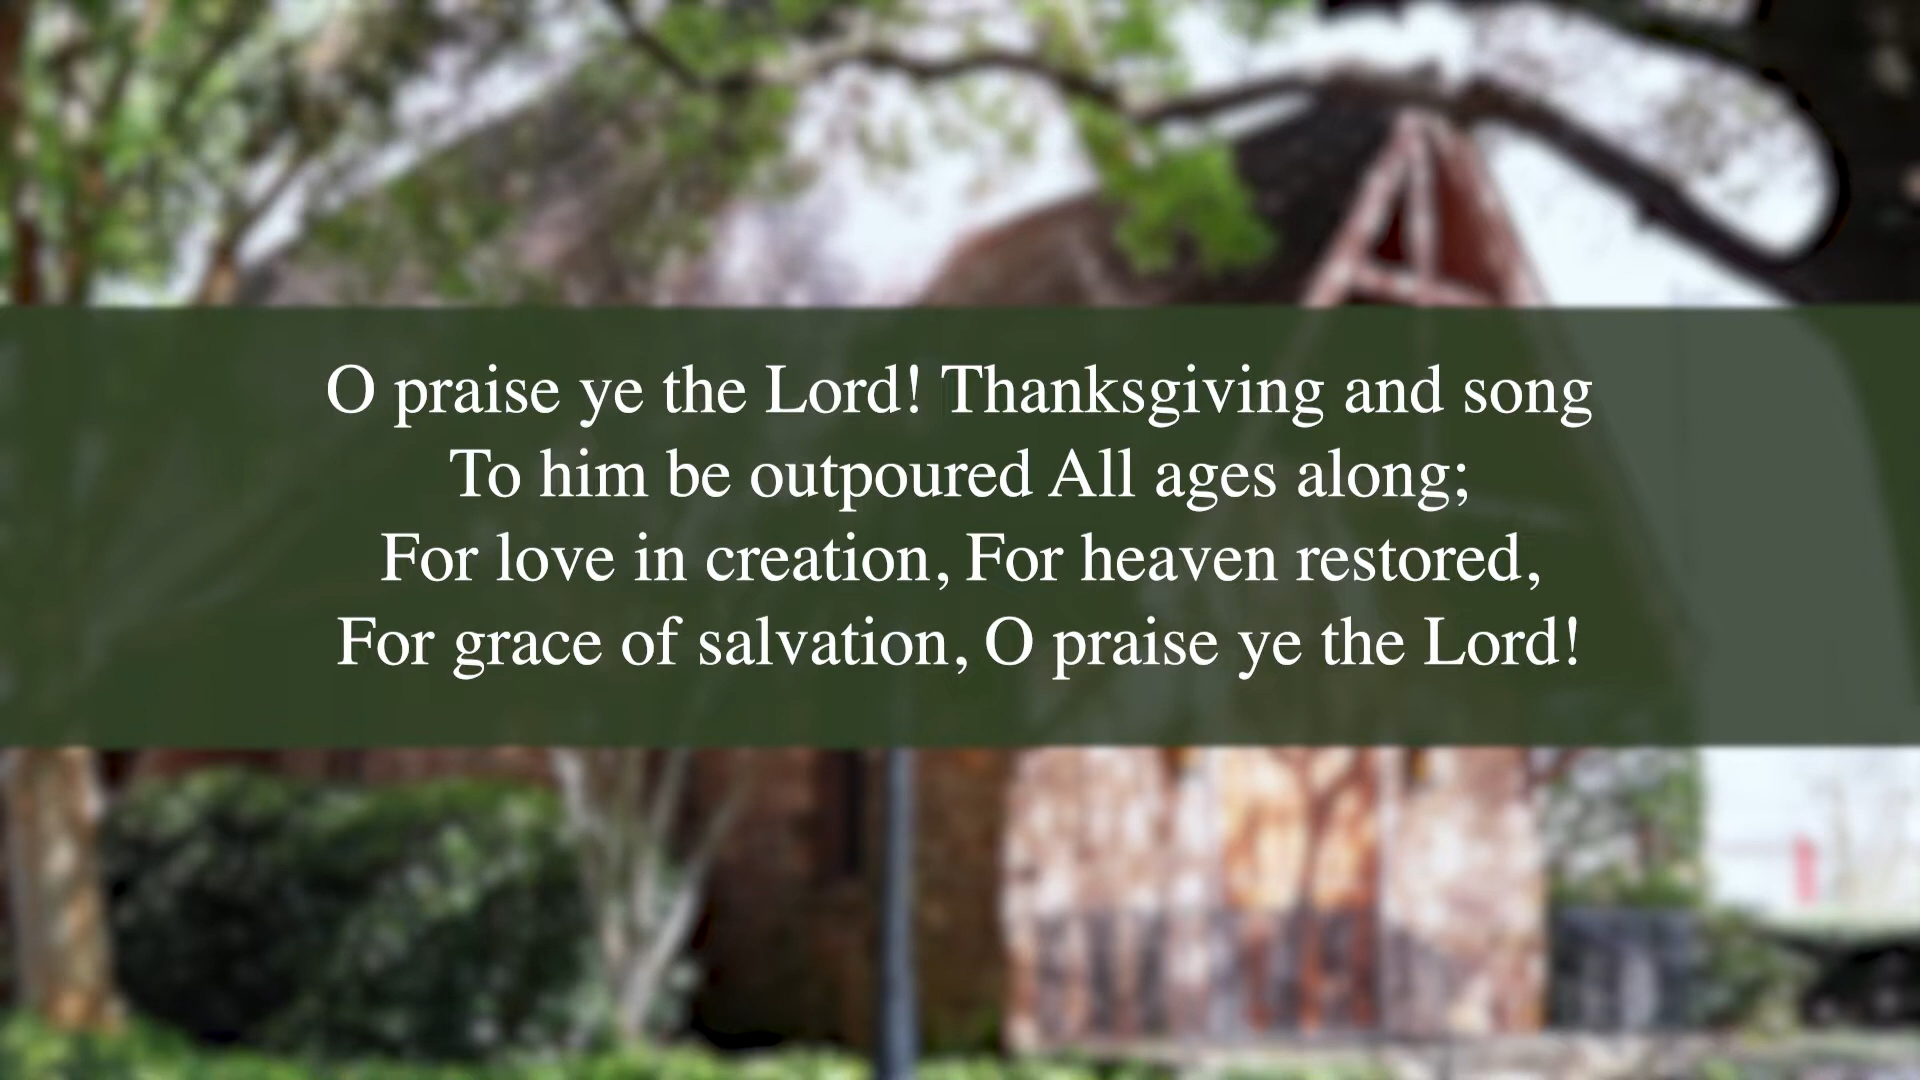 O praise ye the Lord! Thanksgiving and song
To him be outpoured All ages along;
For love in creation, For heaven restored,
For grace of salvation, O praise ye the Lord!